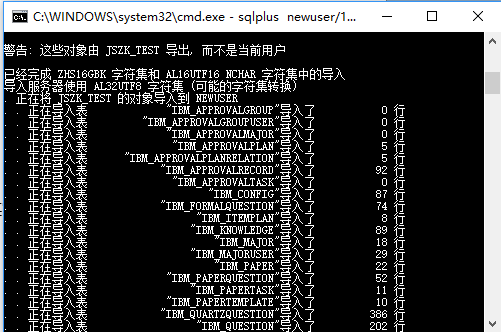 C:\WINDOWS\system32\cmd.exe - sqlplus newuser/1...
警告: 这些对象由 JSZK_TEST 导出, 而不是当前用户
已经完成 ZHS16GBK 字符集和 AL16UTF16 NCHAR 字符集中的导入
导入服务器使用 AL32UTF8 字符集 (可能的字符集转换)
. 正在将 JSZK_TEST 的对象导入到 NEWUSER
. . 正在导入表 "IBM_APPROVALGROUP"导入了 0 行
. . 正在导入表 "IBM_APPROVALGROUPUSER"导入了 0 行
. . 正在导入表 "IBM_APPROVALMAJOR"导入了 0 行
. . 正在导入表 "IBM_APPROVALPLAN"导入了 5 行
. . 正在导入表 "IBM_APPROVALPLANRELATION"导入了 5 行
. . 正在导入表 "IBM_APPROVALRECORD"导入了 92 行
. . 正在导入表 "IBM_APPROVALTASK"导入了 0 行
. . 正在导入表 "IBM_CONFIG"导入了 87 行
. . 正在导入表 "IBM_FORMALQUESTION"导入了 74 行
. . 正在导入表 "IBM_ITEMPLAN"导入了 8 行
. . 正在导入表 "IBM_KNOWLEDGE"导入了 89 行
. . 正在导入表 "IBM_MAJOR"导入了 18 行
. . 正在导入表 "IBM_MAJORUSER"导入了 29 行
. . 正在导入表 "IBM_PAPER"导入了 22 行
. . 正在导入表 "IBM_PAPERQUESTION"导入了 52 行
. . 正在导入表 "IBM_PAPERTASK"导入了 11 行
. . 正在导入表 "IBM_PAPERTEMPLATE"导入了 10 行
. . 正在导入表 "IBM_QUARTZQUESTION"导入了 386 行
. . 正在导入表 "IBM_QUESTION"导入了 202 行